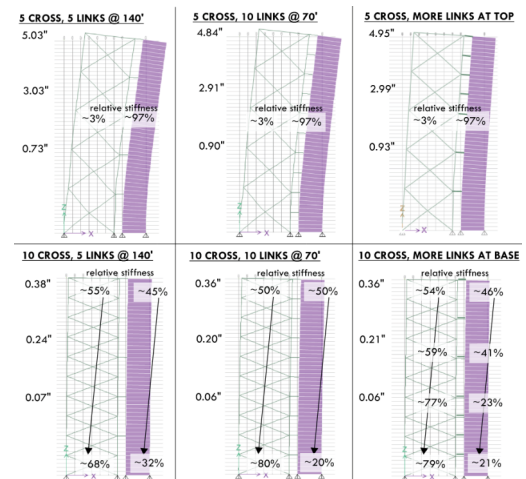 5 CROSS, 5 LINKS @ 140'
5.03"
3.03"
relative stiffness
~3% ~97%
0.73"
Z
X
5 CROSS, 10 LINKS @ 70'
4.84"
2.91"
relative stiffness
~3% ~97%
0.90"
Z
X
5 CROSS, MORE LINKS AT TOP
4.95"
2.99"
relative stiffness
~3% ~97%
0.93"
Z
X
10 CROSS, 5 LINKS @ 140'
relative stiffness
0.38" ~55% ~45%
0.24"
0.07"
Z
~68% ~32%
X
10 CROSS, 10 LINKS @ 70'
relative stiffness
0.36" ~50% ~50%
0.20"
0.06"
Z
~80% ~20%
X
10 CROSS, MORE LINKS AT BASE
relative stiffness
0.36" ~54% ~46%
0.21"
~59% ~41%
0.06" ~77% ~23%
Z
~79% ~21%
X